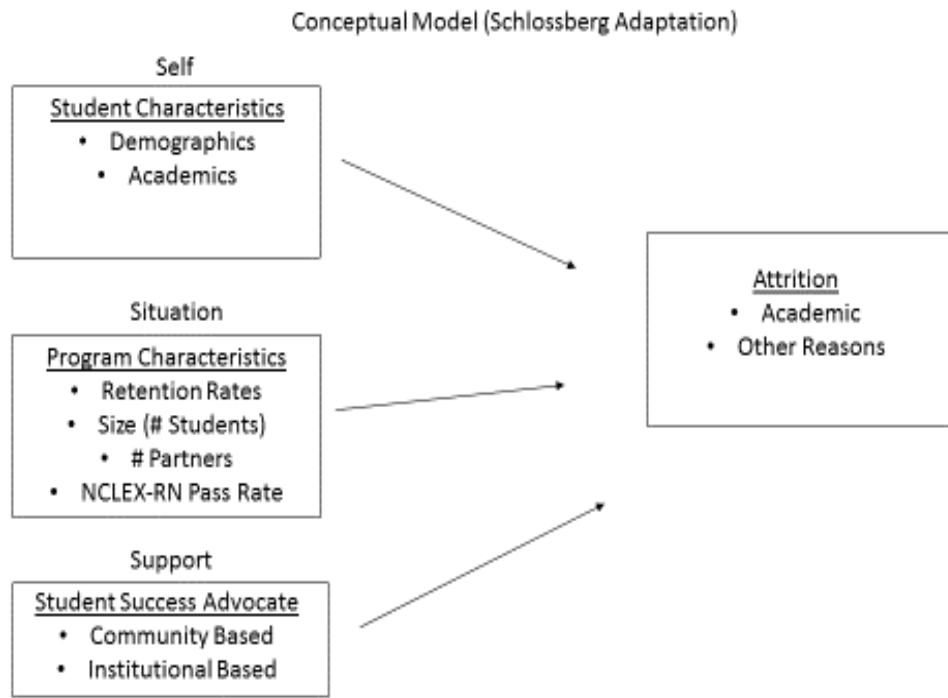 Conceptual Model (Schlossberg Adaptation)
Self
Student Characteristics
• Demographics
• Academics
Situation
Program Characteristics
• Retention Rates
• Size (# Students)
• # Partners
• NCLEX-RN Pass Rate
Support
Student Success Advocate
• Community Based
• Institutional Based
Attrition
• Academic
• Other Reasons